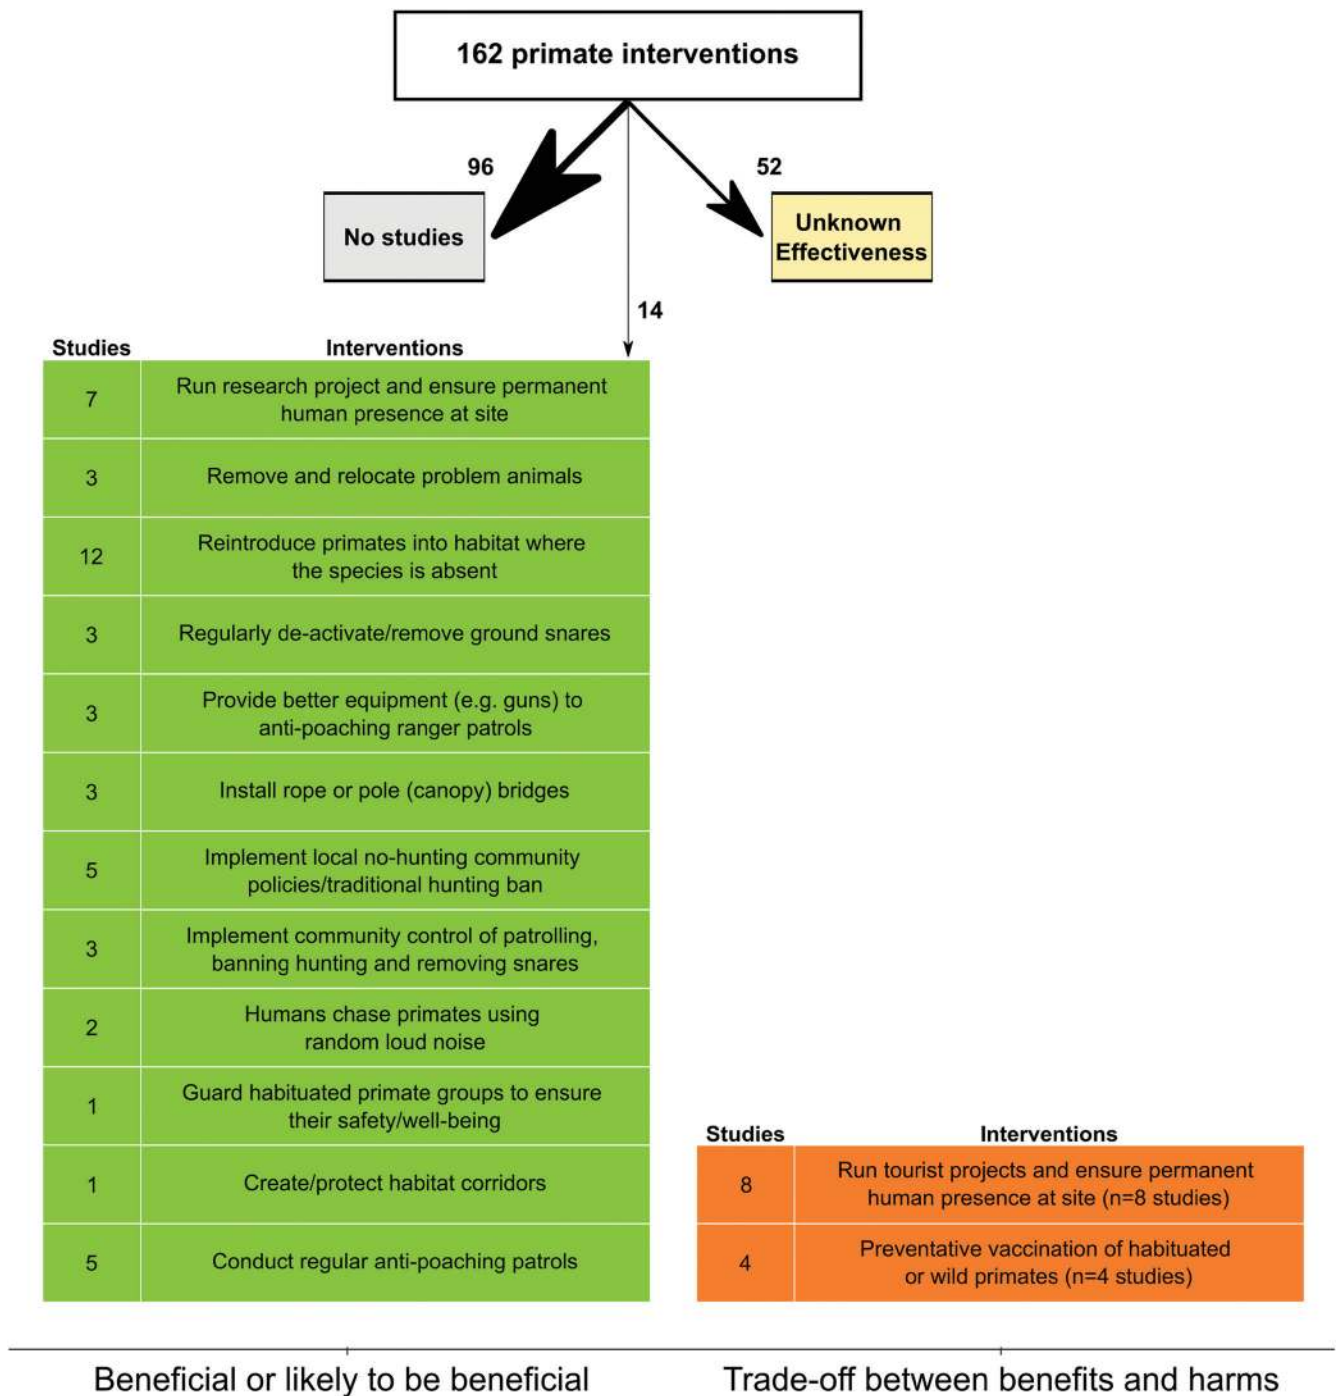 162 primate interventions
96
52
No studies
Unknown
Effectiveness
14
Studies Interventions
7 Run research project and ensure permanent
human presence at site
3 Remove and relocate problem animals
12 Reintroduce primates into habitat where
the species is absent
3 Regularly de-activate/remove ground snares
3 Provide better equipment (e.g. guns) to
anti-poaching ranger patrols
3 Install rope or pole (canopy) bridges
5 Implement local no-hunting community
policies/traditional hunting ban
3 Implement community control of patrolling,
banning hunting and removing snares
2 Humans chase primates using
random loud noise
1 Guard habituated primate groups to ensure
their safety/well-being
1 Create/protect habitat corridors
5 Conduct regular anti-poaching patrols
Studies Interventions
8 Run tourist projects and ensure permanent
human presence at site (n=8 studies)
4 Preventative vaccination of habituated
or wild primates (n=4 studies)
Beneficial or likely to be beneficial
Trade-off between benefits and harms